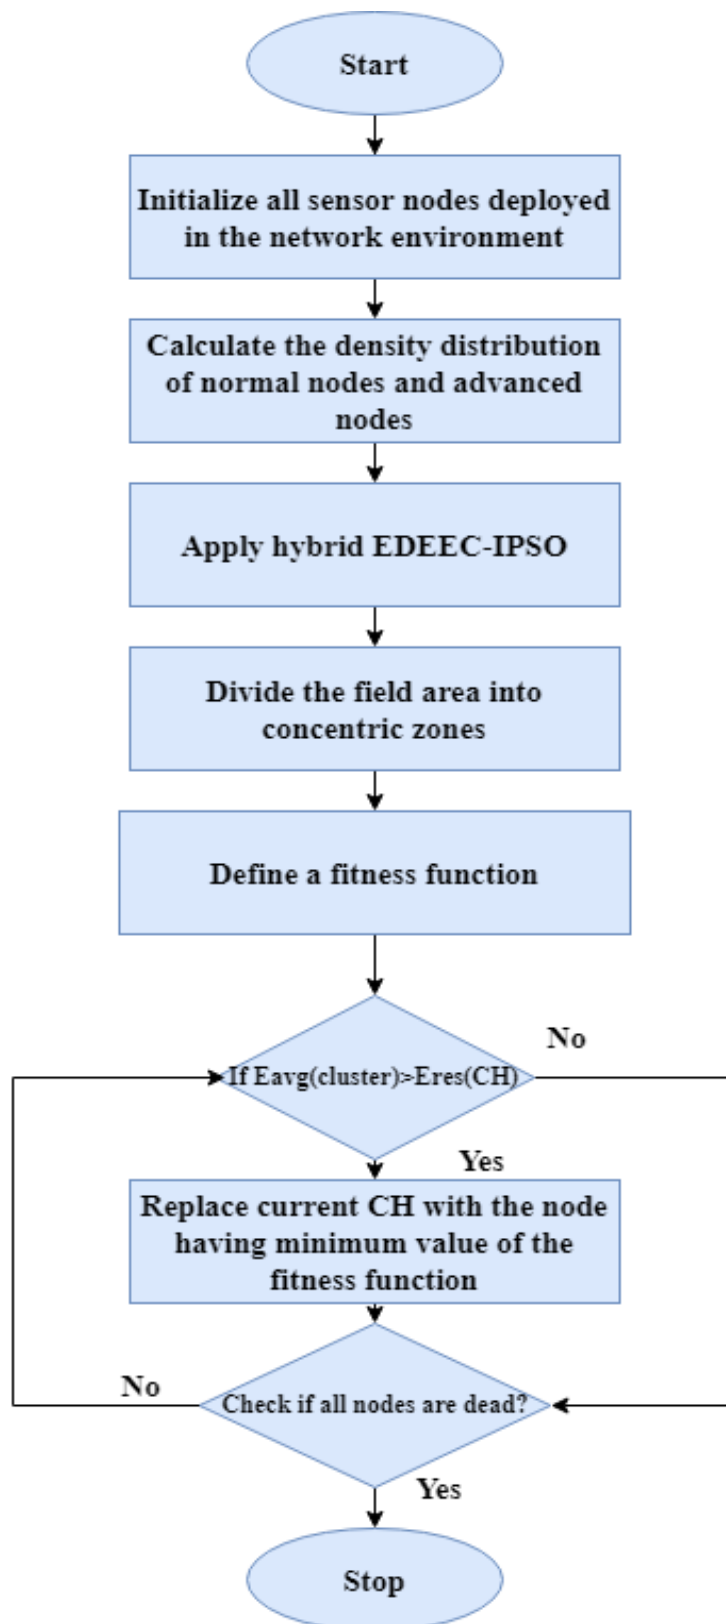 Start
Initialize all sensor nodes deployed
in the network environment
Calculate the density distribution
of normal nodes and advanced
nodes
Apply hybrid EDEEC-IPSO
Divide the field area into
concentric zones
Define a fitness function
No
If Eavg(cluster)>Eres(CH)
Yes
Replace current CH with the node
having minimum value of the
fitness function
No
Check if all nodes are dead?
Yes
Stop